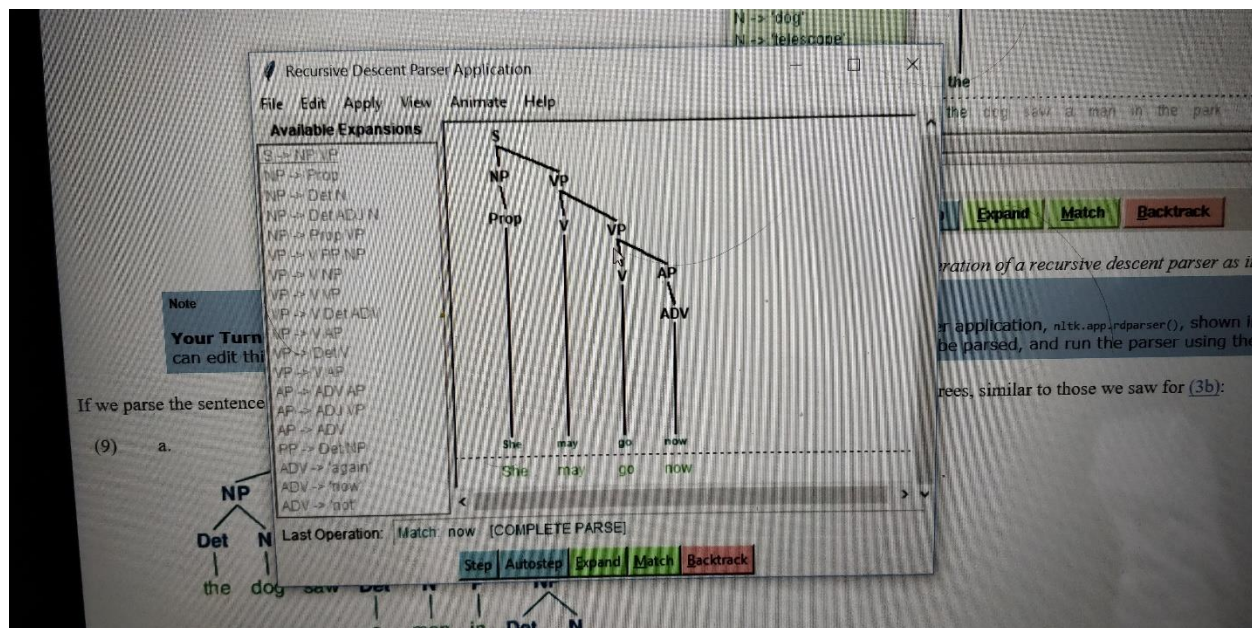 N -> 'dog'
N -> 'telescope'
Recursive Descent Parser Application
File Edit Apply View Animate Help
Available Expansions
S -> NP VP
NP -> Prop
NP -> Det N
NP -> Det ADJ N
NP -> Prop VP
VP -> V PP NP
VP -> V NP
VP -> V VP
VP -> V Det ADV
VP -> V AP
VP -> Det V
VP -> V AP
AP -> ADV AP
AP -> ADJ VP
AP -> ADV
PP -> Det NP
ADV -> 'again'
ADV -> 'now'
ADV -> 'not'
S
NP VP
Prop V VP
V AP
ADV
She may go now
She may go now
Last Operation: Match: now [COMPLETE PARSE]
Step Autostep Expand Match Backtrack
the
the dog saw a man in the park
Expand Match Backtrack
ration of a recursive descent parser as i
Note
Your Turn
r application, nltk.app.rdparser(), shown i
can edit thi
be parsed, and run the parser using the
If we parse the sentence
rees, similar to those we saw for (3b):
(9) a.
NP
Det N
the dog saw Det N P NP
man in Det N